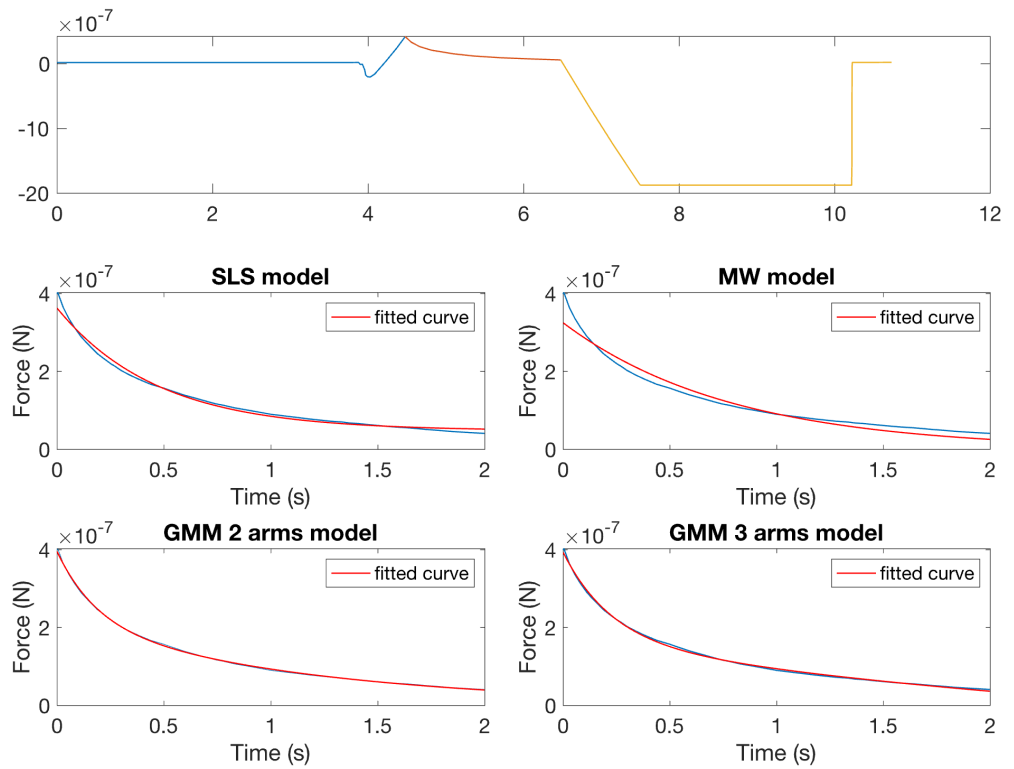 ×10⁻⁷
0
-10
-20
0 2 4 6 8 10 12
SLS model
×10⁻⁷
4
2
0
Force (N)
fitted curve
0 0.5 1 1.5 2
Time (s)
MW model
×10⁻⁷
4
2
0
Force (N)
fitted curve
0 0.5 1 1.5 2
Time (s)
GMM 2 arms model
×10⁻⁷
4
2
0
Force (N)
fitted curve
0 0.5 1 1.5 2
Time (s)
GMM 3 arms model
×10⁻⁷
4
2
0
Force (N)
fitted curve
0 0.5 1 1.5 2
Time (s)